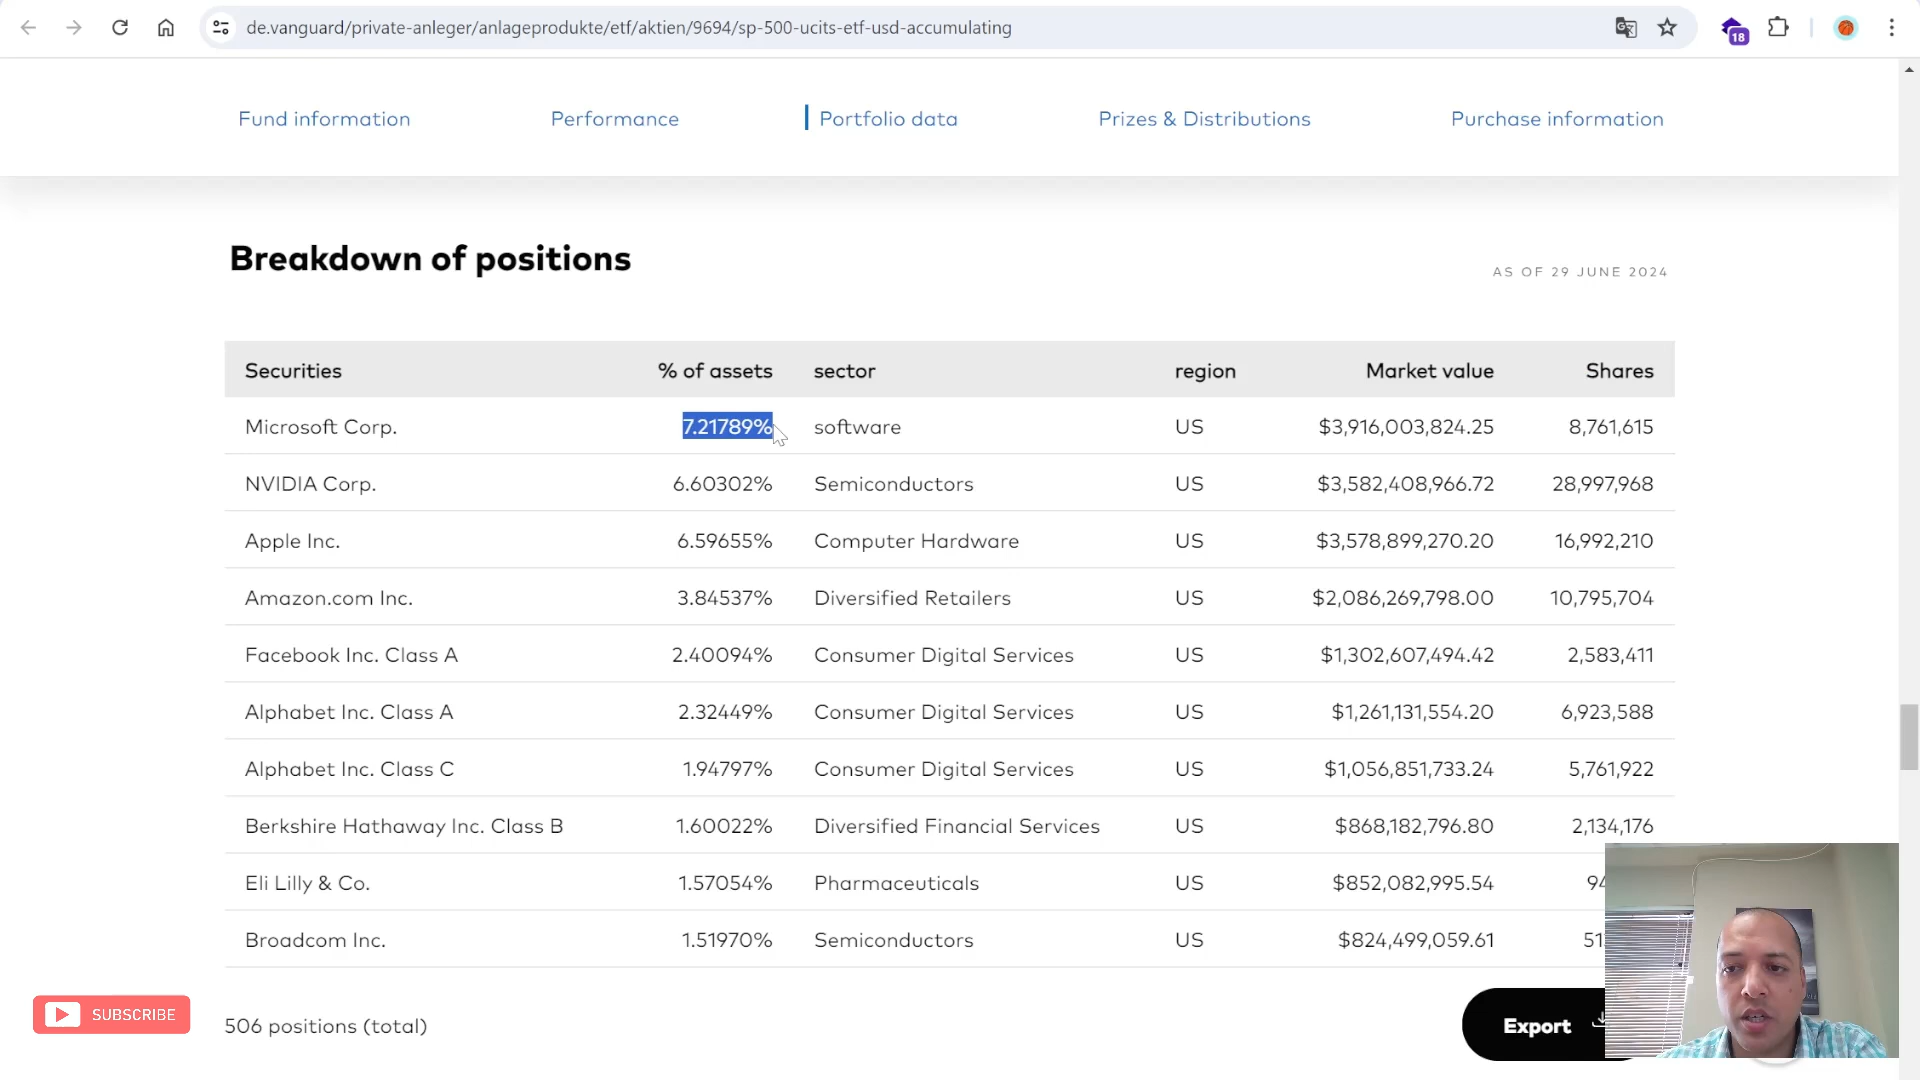 de.vanguard/private-anleger/anlageprodukte/etf/aktien/9694/sp-500-ucits-etf-usd-accumulating
18
Fund information Performance Portfolio data Prizes & Distributions Purchase information
Breakdown of positions
AS OF 29 JUNE 2024
Securities % of assets sector region Market value Shares
Microsoft Corp. 7.21789% software US $3,916,003,824.25 8,761,615
NVIDIA Corp. 6.60302% Semiconductors US $3,582,408,966.72 28,997,968
Apple Inc. 6.59655% Computer Hardware US $3,578,899,270.20 16,992,210
Amazon.com Inc. 3.84537% Diversified Retailers US $2,086,269,798.00 10,795,704
Facebook Inc. Class A 2.40094% Consumer Digital Services US $1,302,607,494.42 2,583,411
Alphabet Inc. Class A 2.32449% Consumer Digital Services US $1,261,131,554.20 6,923,588
Alphabet Inc. Class C 1.94797% Consumer Digital Services US $1,056,851,733.24 5,761,922
Berkshire Hathaway Inc. Class B 1.60022% Diversified Financial Services US $868,182,796.80 2,134,176
Eli Lilly & Co. 1.57054% Pharmaceuticals US $852,082,995.54
Broadcom Inc. 1.51970% Semiconductors US $824,499,059.61
SUBSCRIBE
506 positions (total)
Export